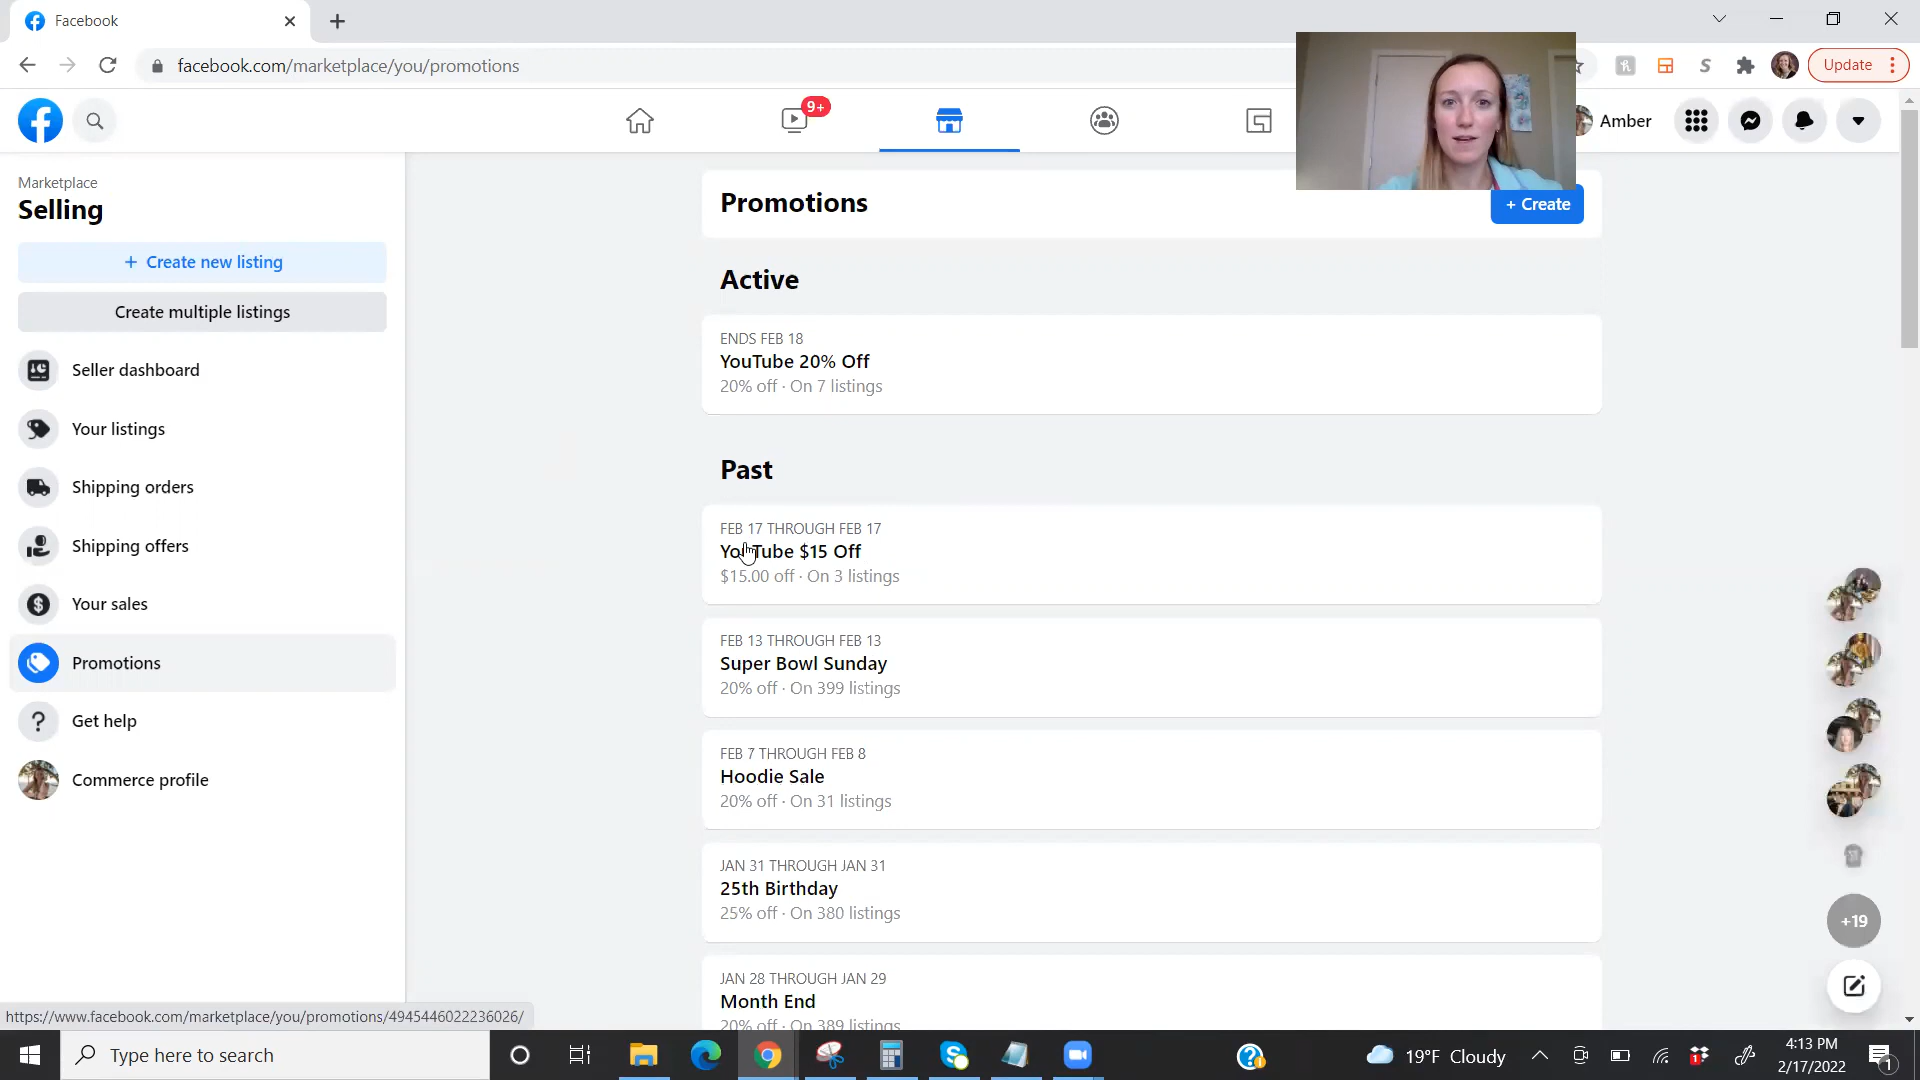 Facebook
facebook.com/marketplace/you/promotions
Update
9+
Amber
Marketplace
Selling
+ Create new listing
Create multiple listings
Seller dashboard
Your listings
Shipping orders
Shipping offers
Your sales
Promotions
Get help
Commerce profile
Promotions
+ Create
Active
ENDS FEB 18
YouTube 20% Off
20% off · On 7 listings
Past
FEB 17 THROUGH FEB 17
YouTube $15 Off
$15.00 off · On 3 listings
FEB 13 THROUGH FEB 13
Super Bowl Sunday
20% off · On 399 listings
FEB 7 THROUGH FEB 8
Hoodie Sale
20% off · On 31 listings
JAN 31 THROUGH JAN 31
25th Birthday
25% off · On 380 listings
JAN 28 THROUGH JAN 29
Month End
20% off · On 389 listings
+19
https://www.facebook.com/marketplace/you/promotions/4945446022236026/
Type here to search
19°F Cloudy
4:13 PM
2/17/2022
1